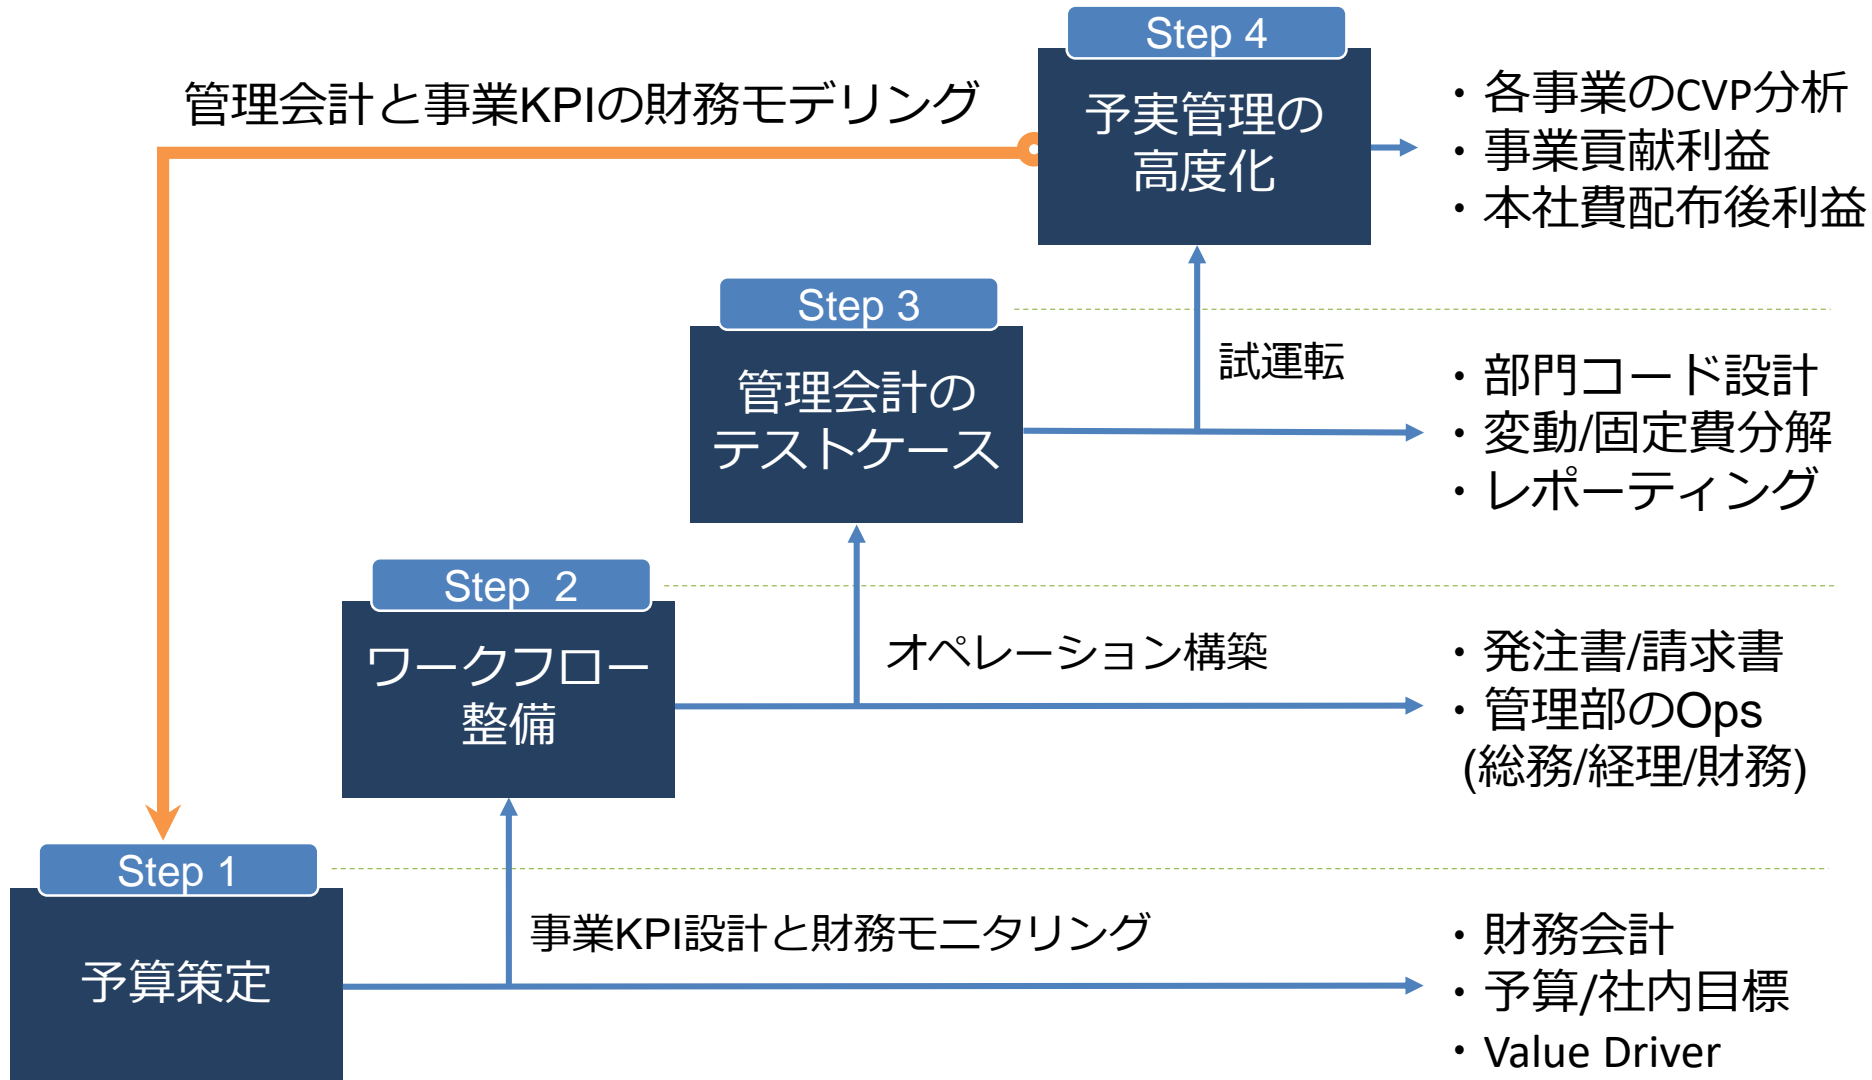 Step 4
管理会計と事業KPIの財務モデリング
予実管理の
高度化
・各事業のCVP分析
・事業貢献利益
・本社費配布後利益
Step 3
管理会計の
テストケース
試運転
・部門コード設計
・変動/固定費分解
・レポーティング
Step 2
ワークフロー
整備
オペレーション構築
・発注書/請求書
・管理部のOps
(総務/経理/財務)
Step 1
予算策定
事業KPI設計と財務モニタリング
・財務会計
・予算/社内目標
・Value Driver